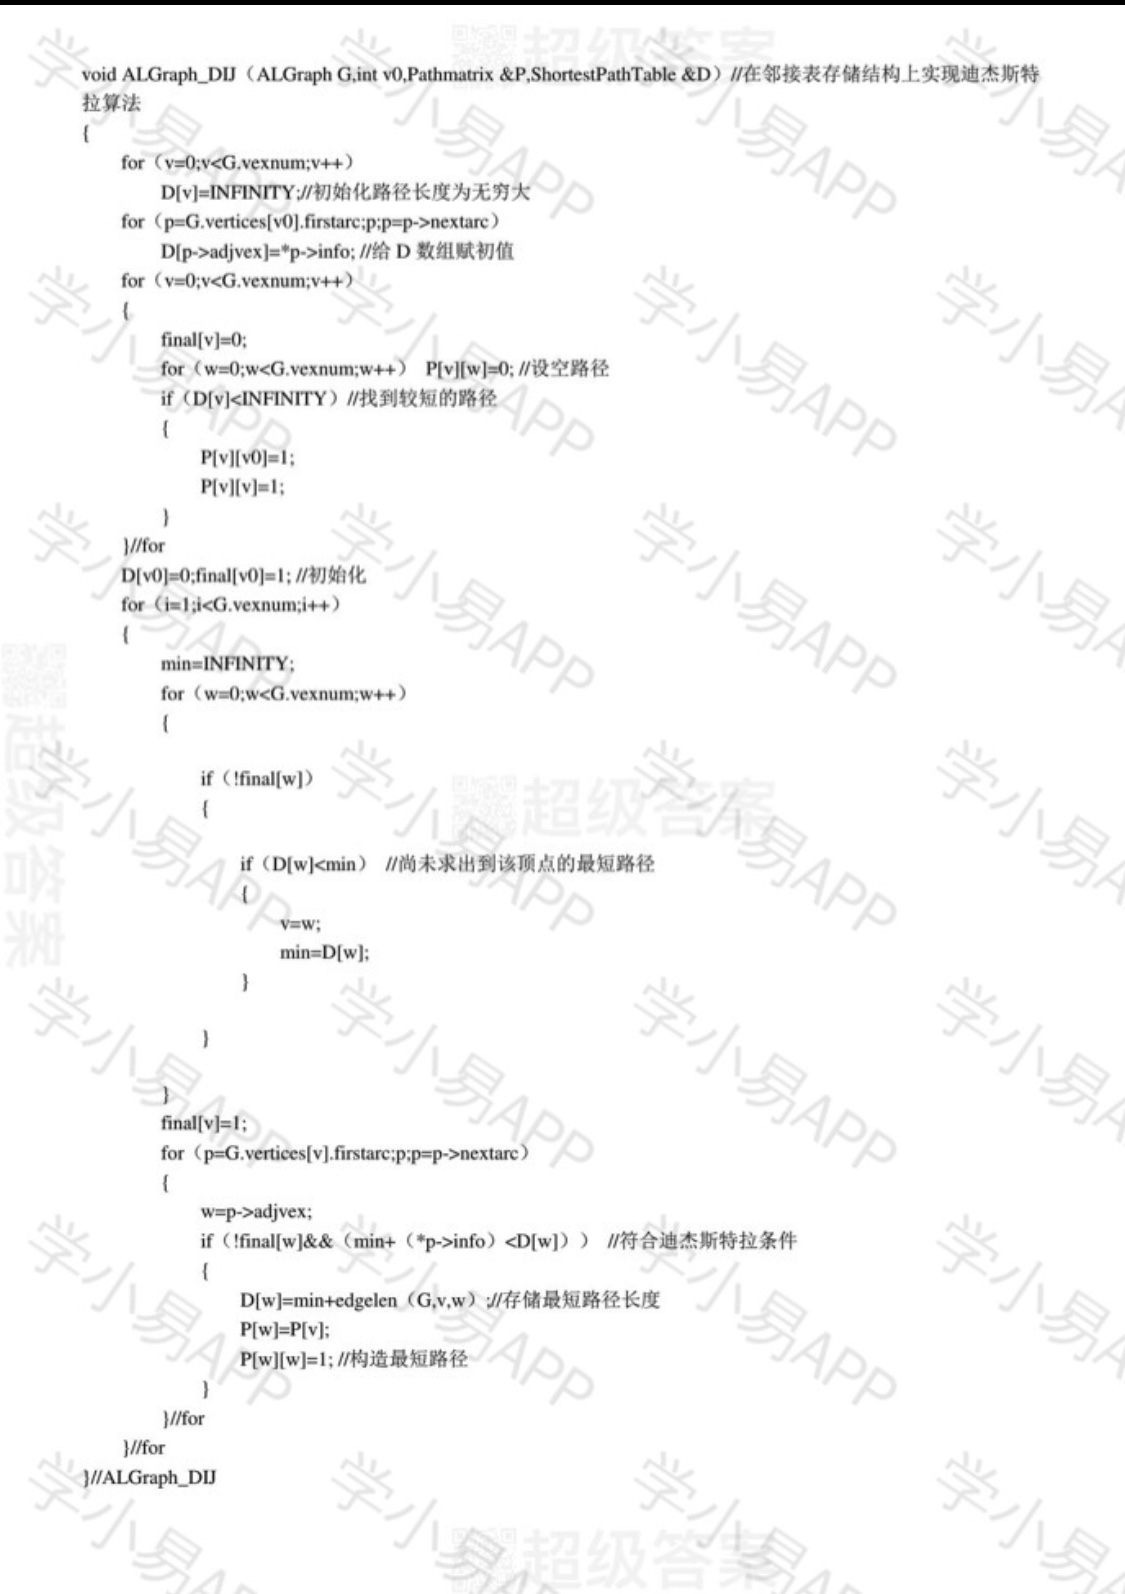 void ALGraph_DIJ（ALGraph G,int v0,Pathmatrix &P,ShortestPathTable &D）//在邻接表存储结构上实现迪杰斯特
拉算法
{
for（v=0;v<G.vexnum;v++）
D[v]=INFINITY;//初始化路径长度为无穷大
for（p=G.vertices[v0].firstarc;p;p=p->nextarc）
D[p->adjvex]=*p->info; //给 D 数组赋初值
for（v=0;v<G.vexnum;v++）
{
final[v]=0;
for（w=0;w<G.vexnum;w++） P[v][w]=0; //设空路径
if（D[v]<INFINITY）//找到较短的路径
{
P[v][v0]=1;
P[v][v]=1;
}
}//for
D[v0]=0;final[v0]=1; //初始化
for（i=1;i<G.vexnum;i++）
{
min=INFINITY;
for（w=0;w<G.vexnum;w++）
{
if（!final[w]）
{
if（D[w]<min） //尚未求出到该顶点的最短路径
{
v=w;
min=D[w];
}
}
}
final[v]=1;
for（p=G.vertices[v].firstarc;p;p=p->nextarc）
{
w=p->adjvex;
if（!final[w]&&（min+（*p->info）<D[w]）） //符合迪杰斯特拉条件
{
D[w]=min+edgelen（G,v,w）;//存储最短路径长度
P[w]=P[v];
P[w][w]=1; //构造最短路径
}
}//for
}//for
}//ALGraph_DIJ
学小易APP
超级答案